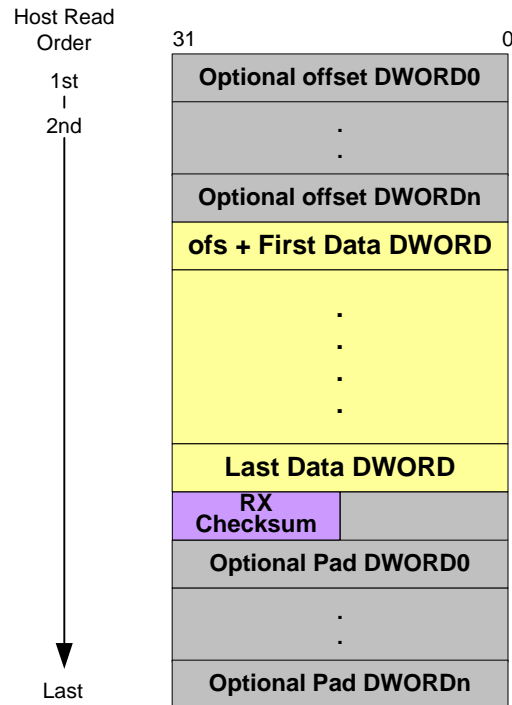 Host Read
Order
31
0
1st
2nd
Optional offset DWORD0
.
.
Optional offset DWORDn
ofs + First Data DWORD
.
.
.
.
Last Data DWORD
RX
Checksum
Optional Pad DWORD0
.
.
Optional Pad DWORDn
Last